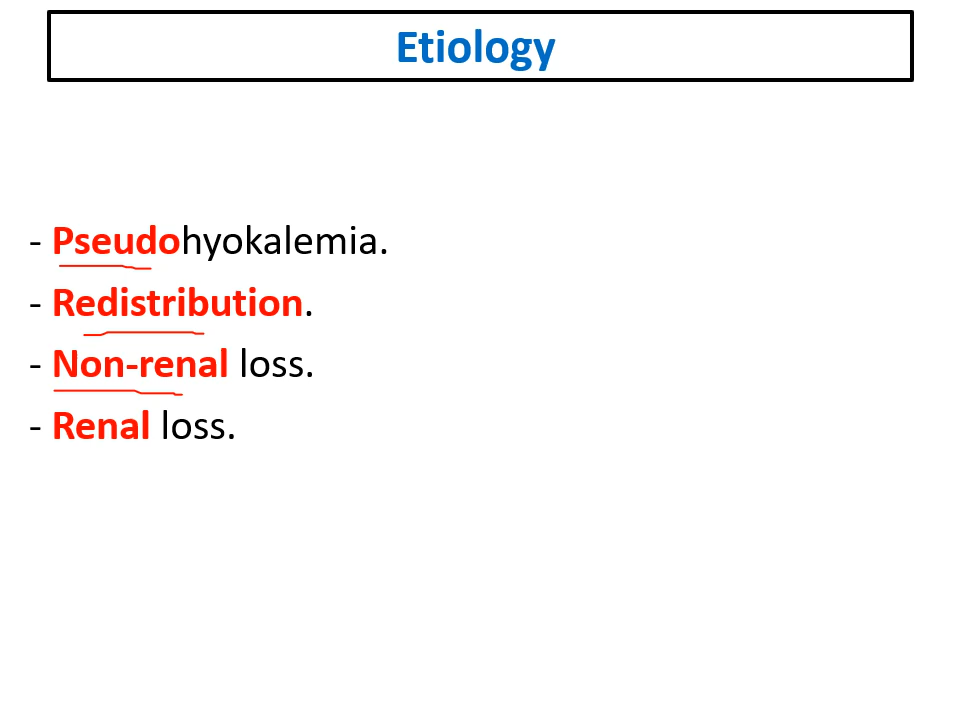 Etiology
- Pseudohyokalemia.
- Redistribution.
- Non-renal loss.
- Renal loss.